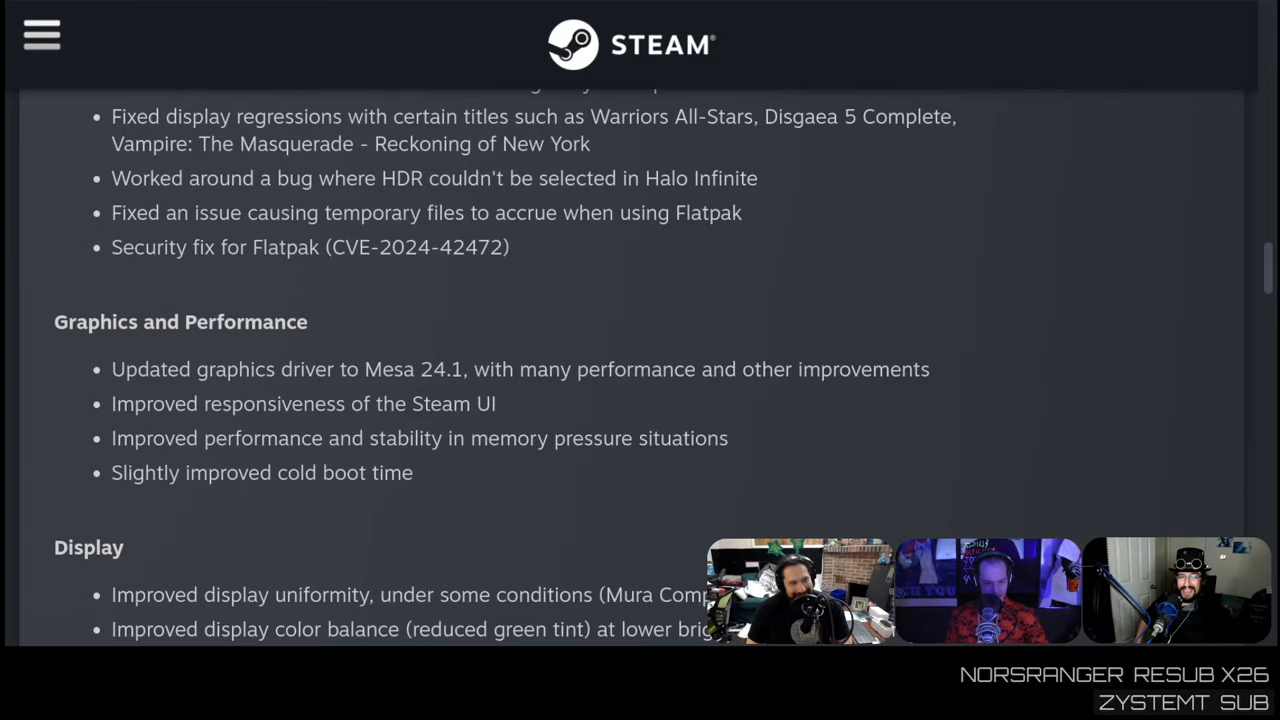 STEAM®
Fixed display regressions with certain titles such as Warriors All-Stars, Disgaea 5 Complete,
Vampire: The Masquerade - Reckoning of New York
Worked around a bug where HDR couldn't be selected in Halo Infinite
Fixed an issue causing temporary files to accrue when using Flatpak
Security fix for Flatpak (CVE-2024-42472)
Graphics and Performance
Updated graphics driver to Mesa 24.1, with many performance and other improvements
Improved responsiveness of the Steam UI
Improved performance and stability in memory pressure situations
Slightly improved cold boot time
Display
Improved display uniformity, under some conditions (Mura Comp
Improved display color balance (reduced green tint) at lower brig
NORSRANGER RESUB X26
ZYSTEMT SUB